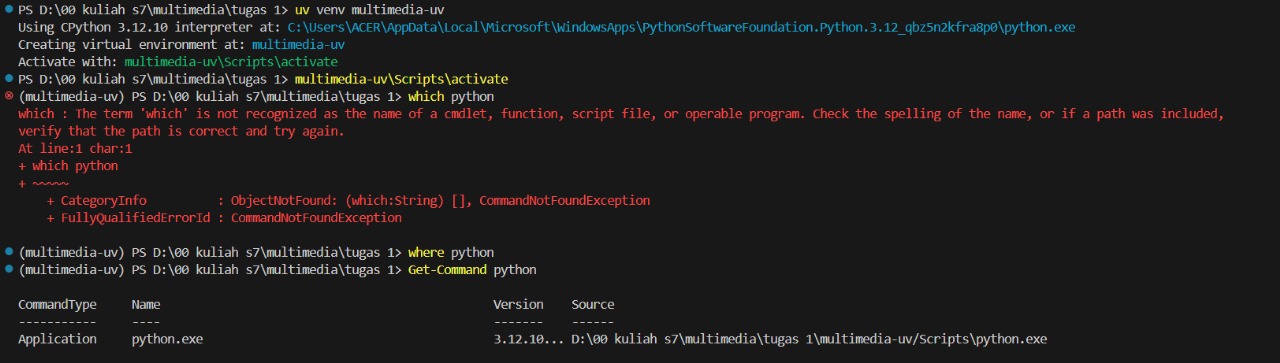 PS D:\00 kuliah s7\multimedia\tugas 1> uv venv multimedia-uv
Using CPython 3.12.10 interpreter at: C:\Users\ACER\AppData\Local\Microsoft\WindowsApps\PythonSoftwareFoundation.Python.3.12_qbz5n2kfra8p0\python.exe
Creating virtual environment at: multimedia-uv
Activate with: multimedia-uv\Scripts\activate
PS D:\00 kuliah s7\multimedia\tugas 1> multimedia-uv\Scripts\activate
(multimedia-uv) PS D:\00 kuliah s7\multimedia\tugas 1> which python
which : The term 'which' is not recognized as the name of a cmdlet, function, script file, or operable program. Check the spelling of the name, or if a path was included,
verify that the path is correct and try again.
At line:1 char:1
+ which python
+ ~~~~~
    + CategoryInfo          : ObjectNotFound: (which:String) [], CommandNotFoundException
    + FullyQualifiedErrorId : CommandNotFoundException
(multimedia-uv) PS D:\00 kuliah s7\multimedia\tugas 1> where python
(multimedia-uv) PS D:\00 kuliah s7\multimedia\tugas 1> Get-Command python
CommandType     Name                                               Version    Source
-----------     ----                                               -------    ------
Application     python.exe                                         3.12.10... D:\00 kuliah s7\multimedia\tugas 1\multimedia-uv/Scripts\python.exe